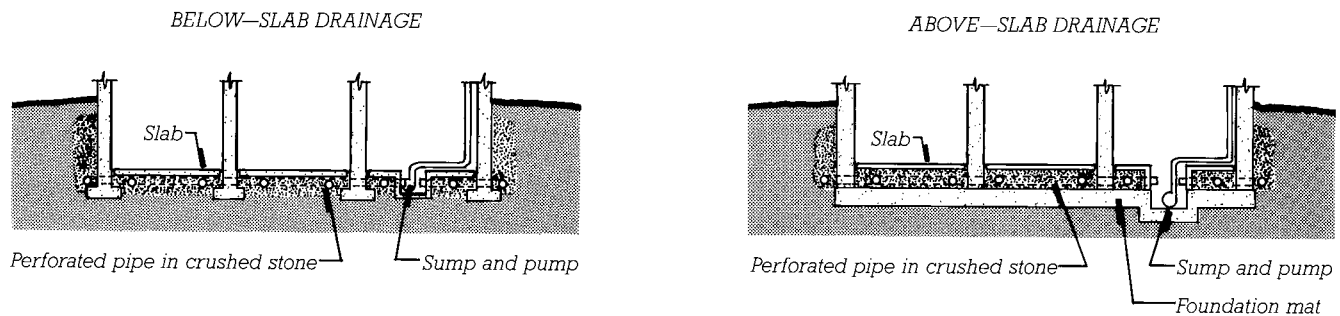 BELOW—SLAB DRAINAGE
Slab
Perforated pipe in crushed stone
Sump and pump
ABOVE—SLAB DRAINAGE
Slab
Perforated pipe in crushed stone
Sump and pump
Foundation mat